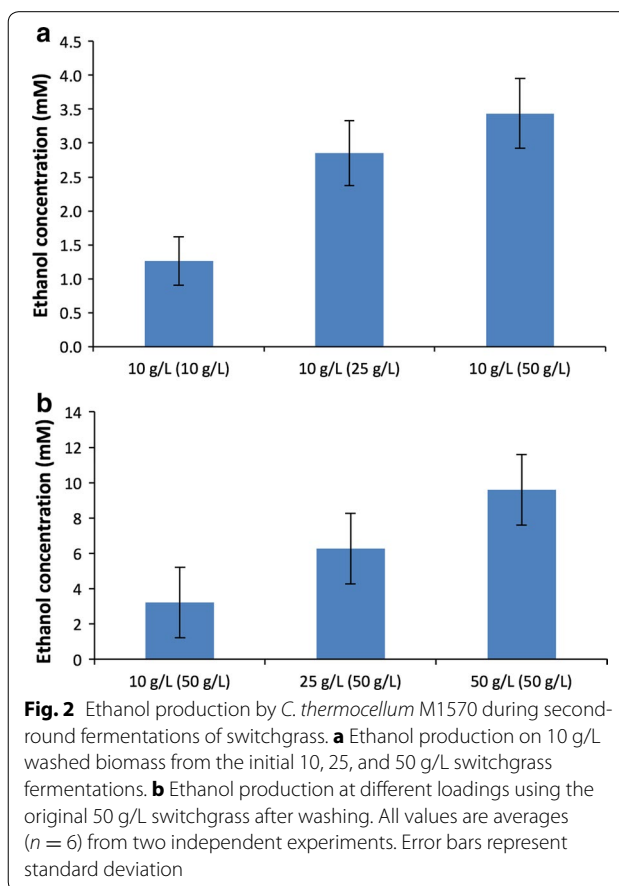 a
Ethanol concentration (mM)
4.5
4.0
3.5
3.0
2.5
2.0
1.5
1.0
0.5
0.0
10 g/L (10 g/L)
10 g/L (25 g/L)
10 g/L (50 g/L)
b
Ethanol concentration (mM)
14
12
10
8
6
4
2
0
10 g/L (50 g/L)
25 g/L (50 g/L)
50 g/L (50 g/L)
Fig. 2 Ethanol production by C. thermocellum M1570 during second-
round fermentations of switchgrass. a Ethanol production on 10 g/L
washed biomass from the initial 10, 25, and 50 g/L switchgrass
fermentations. b Ethanol production at different loadings using the
original 50 g/L switchgrass after washing. All values are averages
(n = 6) from two independent experiments. Error bars represent
standard deviation